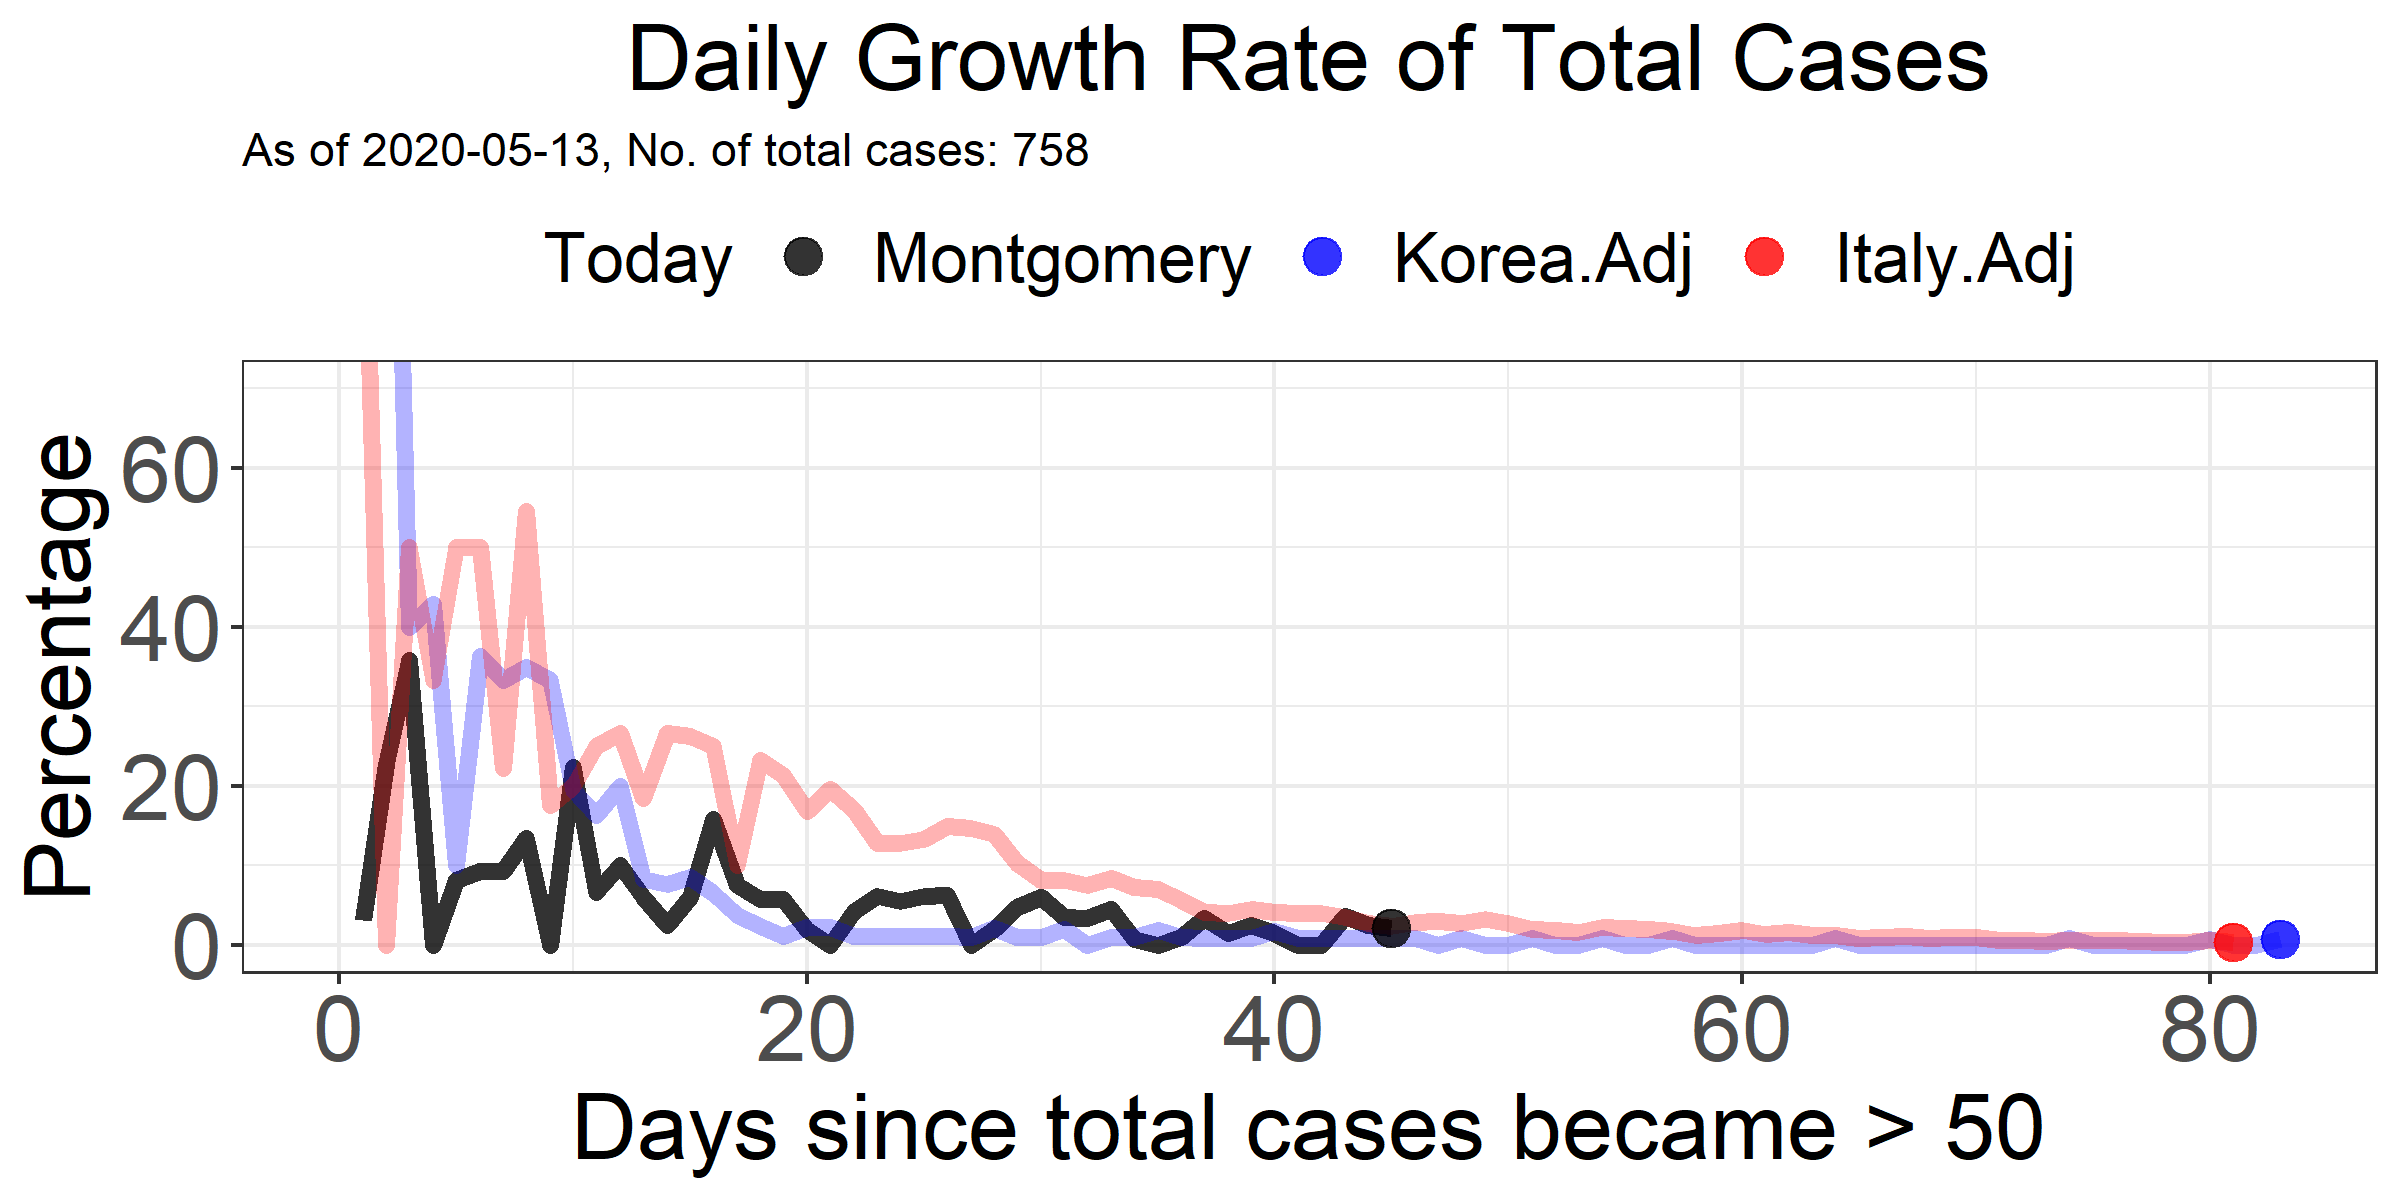 Daily Growth Rate of Total Cases
As of 2020-05-13, No. of total cases: 758
Today Montgomery Korea.Adj Italy.Adj
Percentage
60
40
20
0
0 20 40 60 80
Days since total cases became > 50